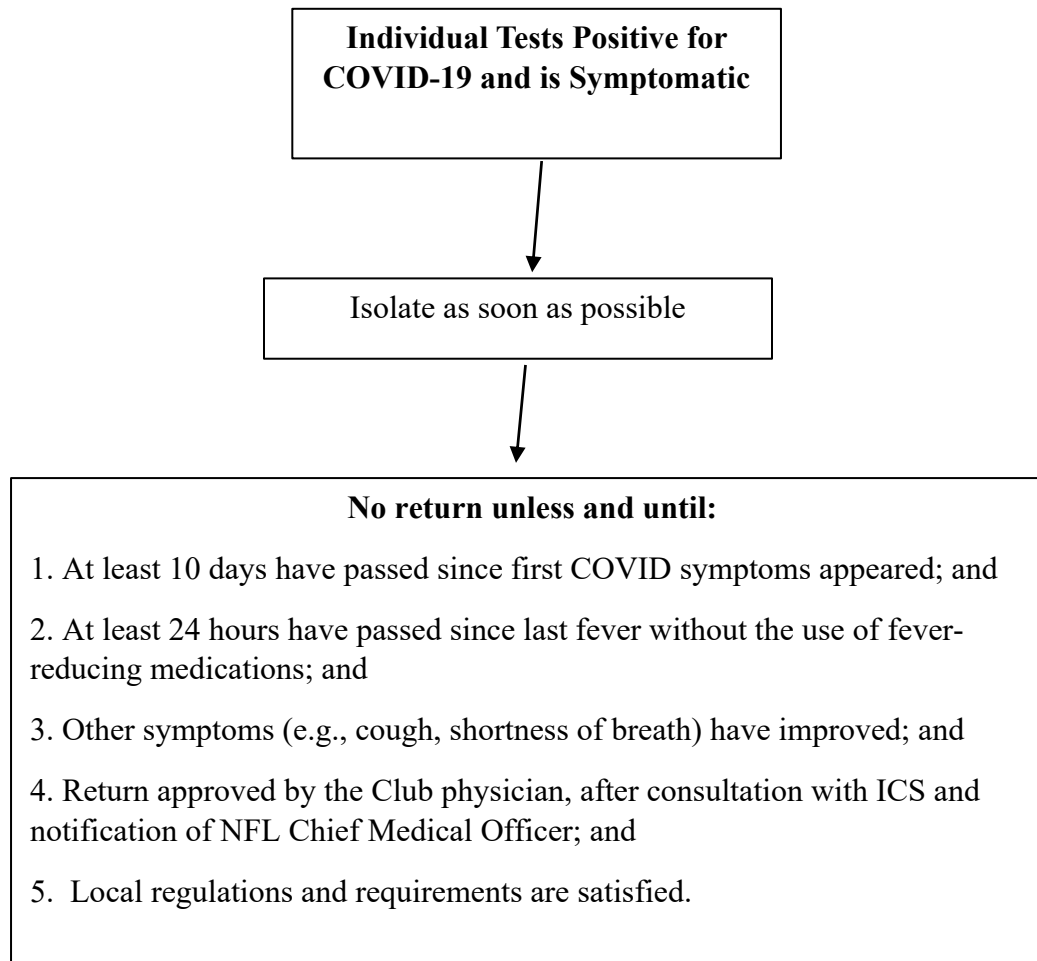 Individual Tests Positive for
COVID-19 and is Symptomatic
Isolate as soon as possible
No return unless and until:
1. At least 10 days have passed since first COVID symptoms appeared; and
2. At least 24 hours have passed since last fever without the use of fever-
reducing medications; and
3. Other symptoms (e.g., cough, shortness of breath) have improved; and
4. Return approved by the Club physician, after consultation with ICS and
notification of NFL Chief Medical Officer; and
5.  Local regulations and requirements are satisfied.